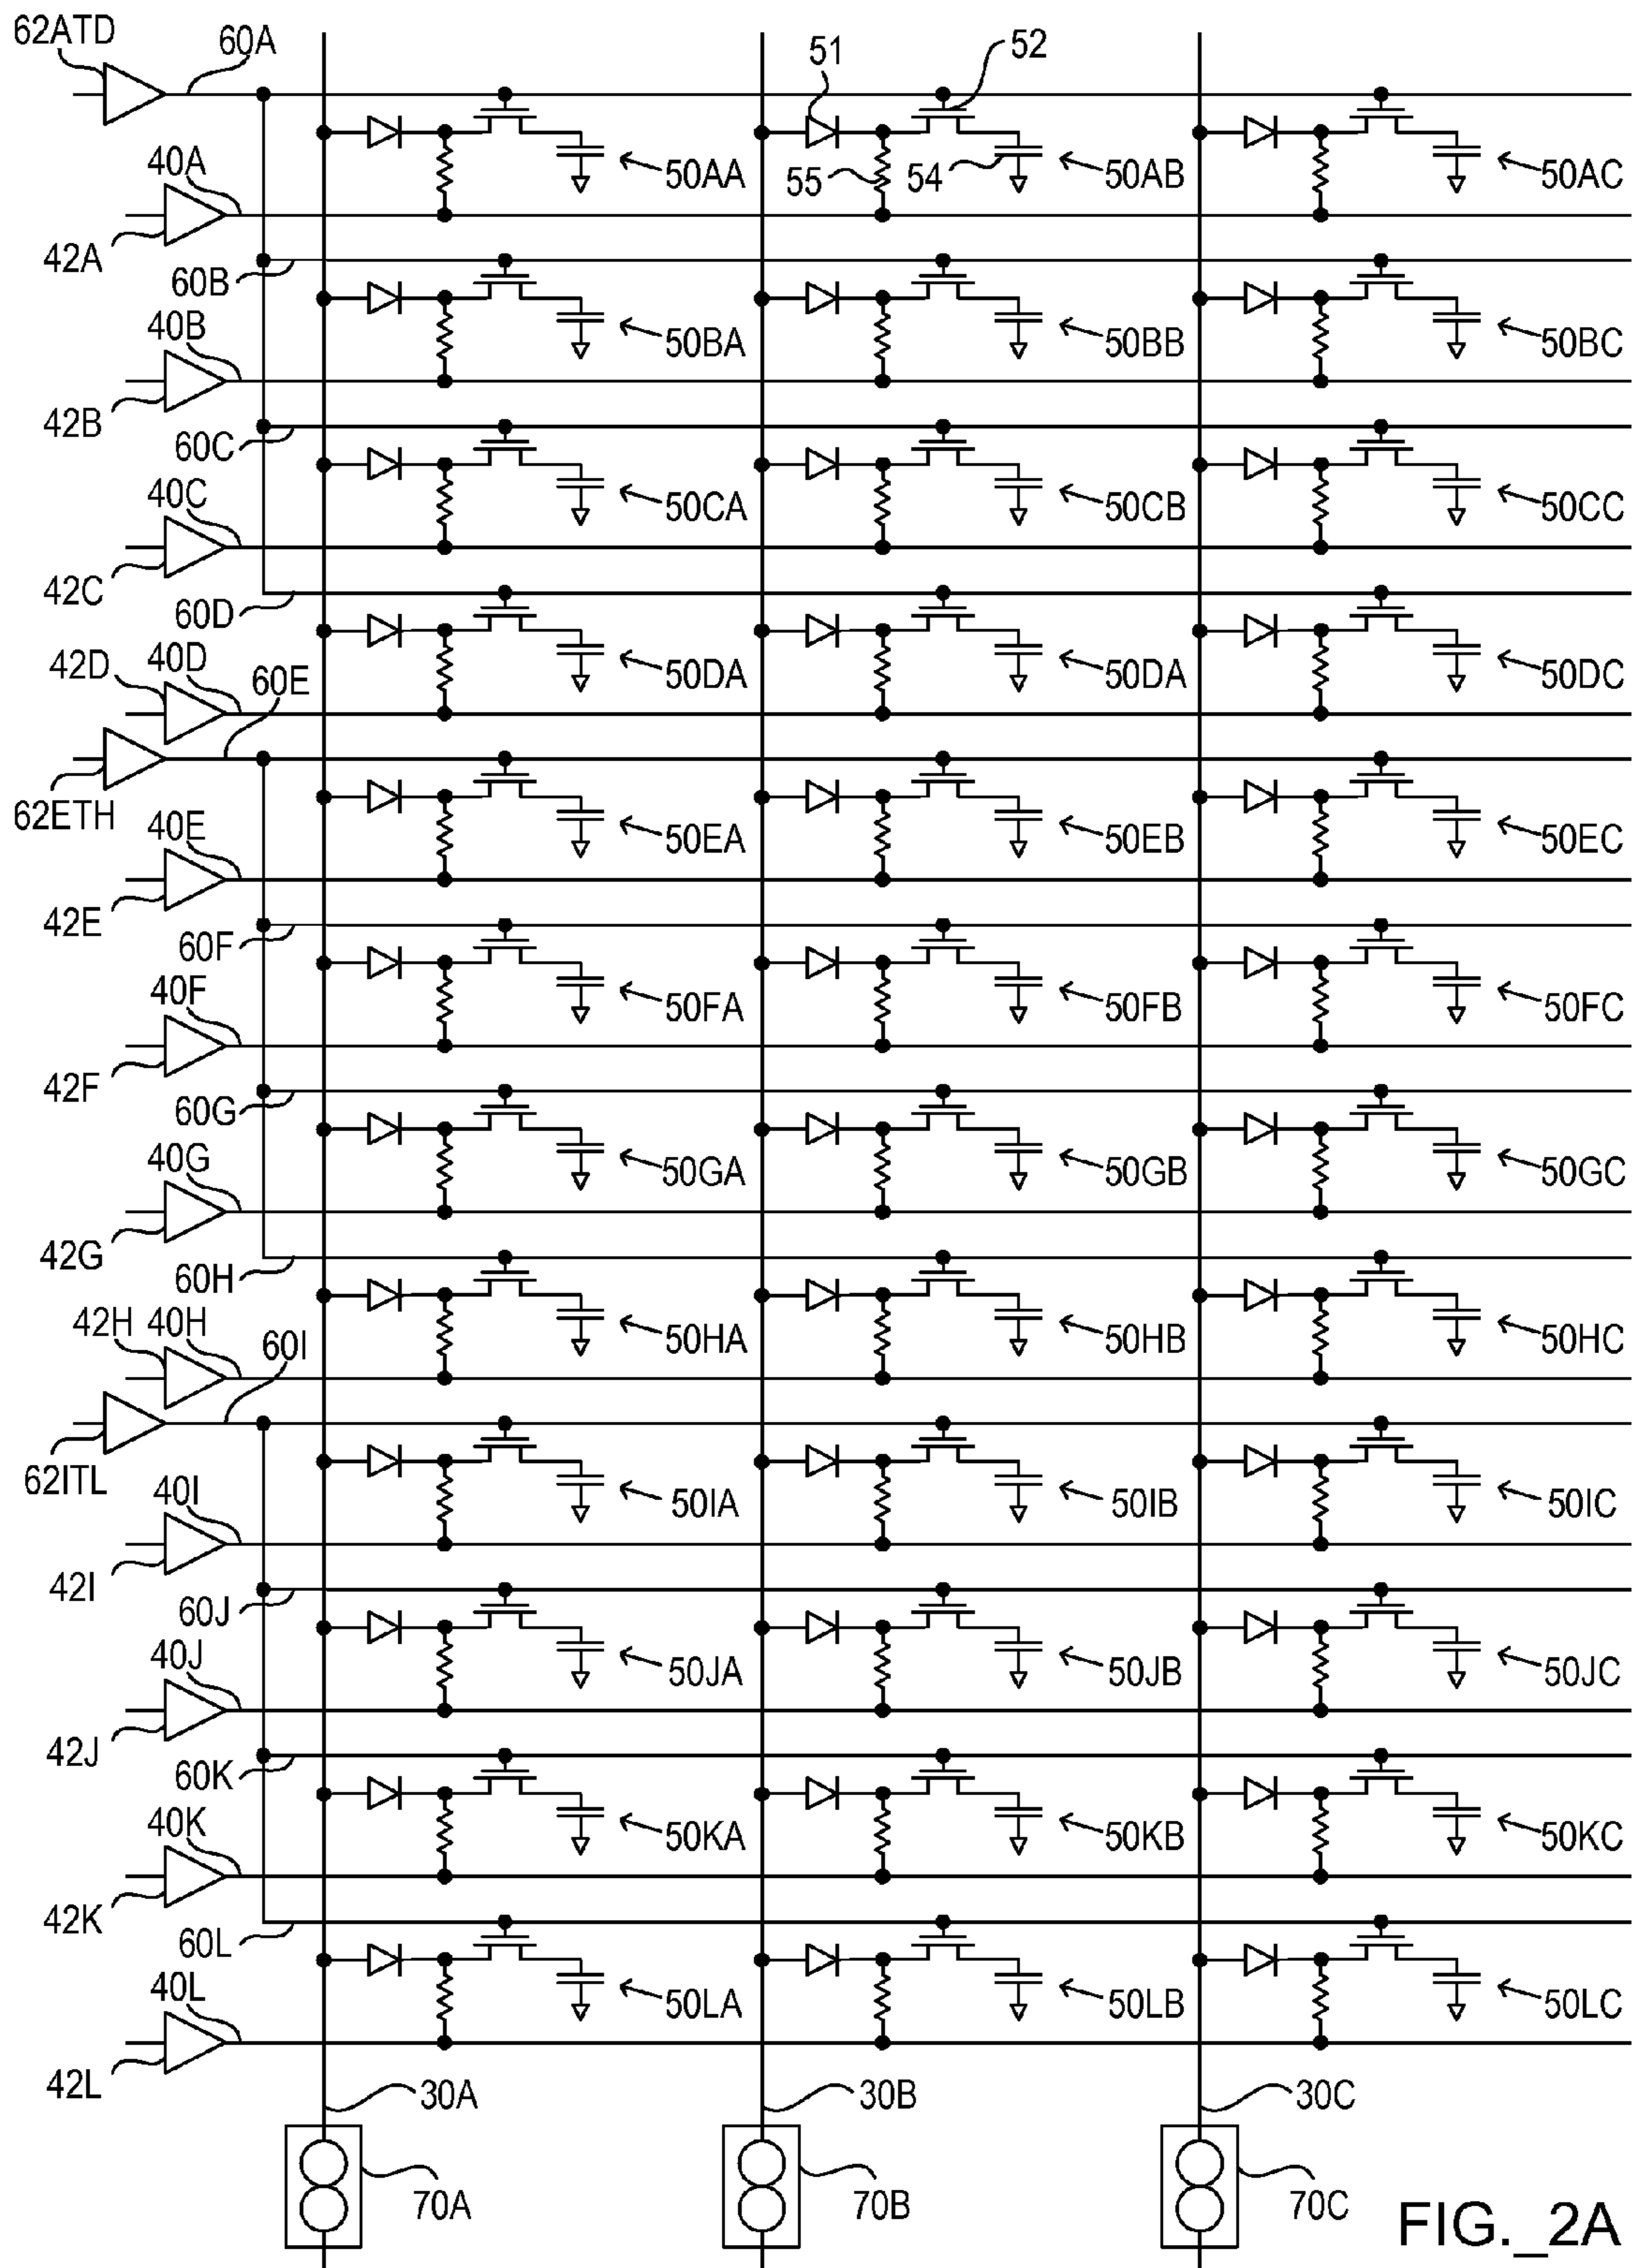 62ATD 60A 51 52
40A 50AA 55 54 50AB 50AC
42A
60B
40B 50BA 50BB 50BC
42B
60C
40C 50CA 50CB 50CC
42C
60D
42D 40D 60E 50DA 50DA 50DC
62ETH
40E 50EA 50EB 50EC
42E
60F
40F 50FA 50FB 50FC
42F
60G
40G 50GA 50GB 50GC
42G
60H
42H 40H 60I 50HA 50HB 50HC
62ITL
40I 50IA 50IB 50IC
42I
60J
40J 50JA 50JB 50JC
42J
60K
40K 50KA 50KB 50KC
42K
60L
40L 50LA 50LB 50LC
42L
30A 30B 30C
70A 70B 70C
FIG._2A